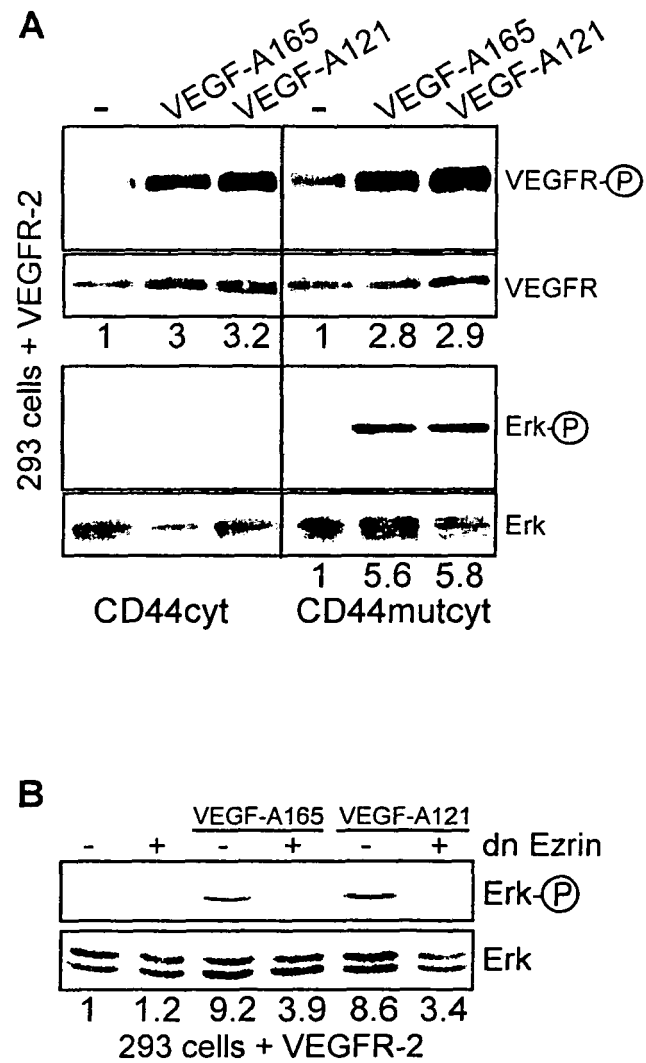 A
- VEGF-A165 VEGF-A121 - VEGF-A165 VEGF-A121
293 cells + VEGFR-2
VEGFR-P
VEGFR
1 3 3.2 1 2.8 2.9
Erk-P
Erk
1 5.6 5.8
CD44cyt CD44mutcyt
B
VEGF-A165 VEGF-A121
- + - + - + dn Ezrin
Erk-P
Erk
1 1.2 9.2 3.9 8.6 3.4
293 cells + VEGFR-2